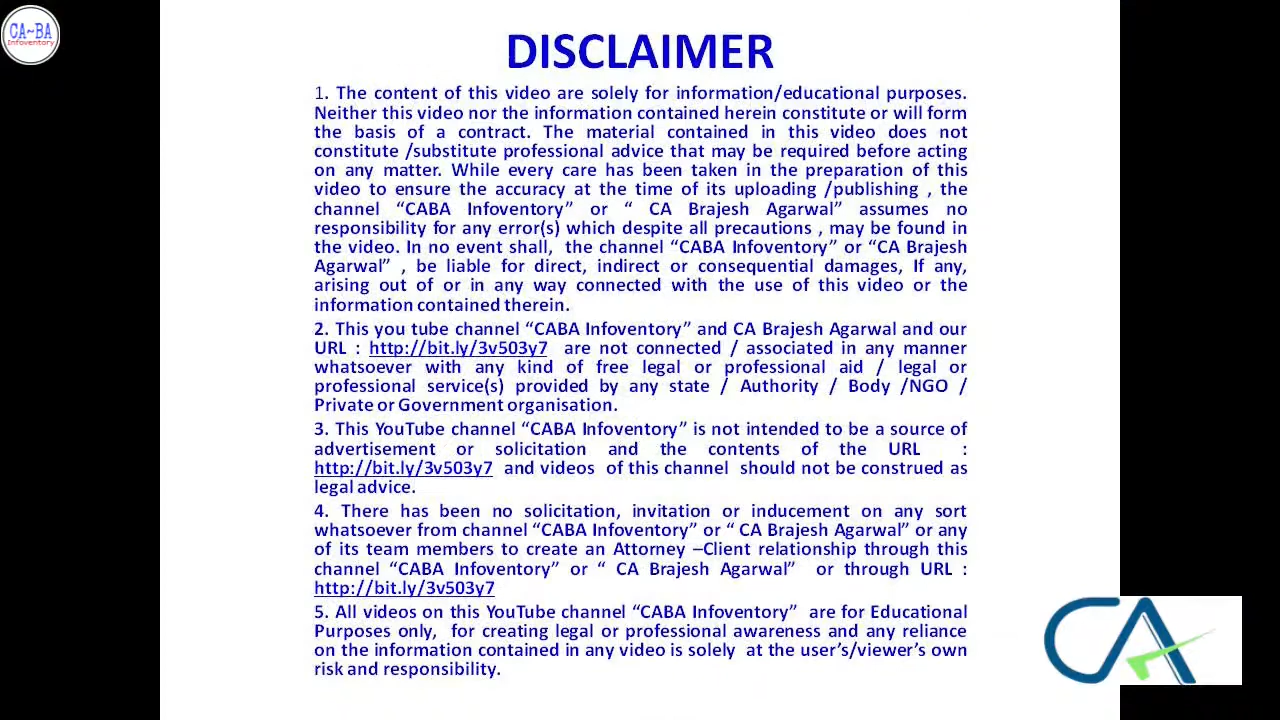 CA~BA
Infoventory
DISCLAIMER
1. The content of this video are solely for information/educational purposes.
Neither this video nor the information contained herein constitute or will form
the basis of a contract. The material contained in this video does not
constitute /substitute professional advice that may be required before acting
on any matter. While every care has been taken in the preparation of this
video to ensure the accuracy at the time of its uploading /publishing , the
channel “CABA Infoventory” or “ CA Brajesh Agarwal” assumes no
responsibility for any error(s) which despite all precautions , may be found in
the video. In no event shall, the channel “CABA Infoventory” or “CA Brajesh
Agarwal” , be liable for direct, indirect or consequential damages, If any,
arising out of or in any way connected with the use of this video or the
information contained therein.
2. This you tube channel “CABA Infoventory” and CA Brajesh Agarwal and our
URL : http://bit.ly/3v503y7 are not connected / associated in any manner
whatsoever with any kind of free legal or professional aid / legal or
professional service(s) provided by any state / Authority / Body /NGO /
Private or Government organisation.
3. This YouTube channel “CABA Infoventory” is not intended to be a source of
advertisement or solicitation and the contents of the URL :
http://bit.ly/3v503y7 and videos of this channel should not be construed as
legal advice.
4. There has been no solicitation, invitation or inducement on any sort
whatsoever from channel “CABA Infoventory” or “ CA Brajesh Agarwal” or any
of its team members to create an Attorney –Client relationship through this
channel “CABA Infoventory” or “ CA Brajesh Agarwal” or through URL :
http://bit.ly/3v503y7
5. All videos on this YouTube channel “CABA Infoventory” are for Educational
Purposes only, for creating legal or professional awareness and any reliance
on the information contained in any video is solely at the user’s/viewer’s own
risk and responsibility.
CA